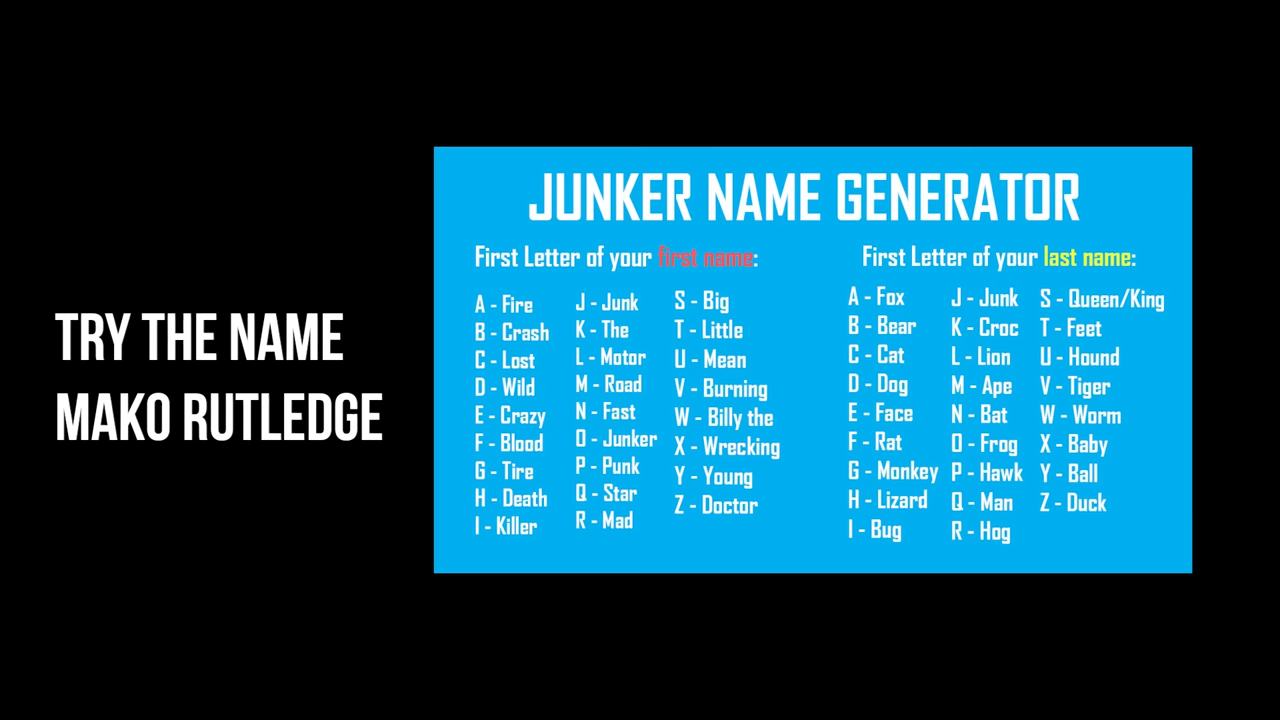 TRY THE NAME
MAKO RUTLEDGE
JUNKER NAME GENERATOR
First Letter of your first name:
A - Fire
B - Crash
C - Lost
D - Wild
E - Crazy
F - Blood
G - Tire
H - Death
I - Killer
J - Junk
K - The
L - Motor
M - Road
N - Fast
O - Junker
P - Punk
Q - Star
R - Mad
S - Big
T - Little
U - Mean
V - Burning
W - Billy the
X - Wrecking
Y - Young
Z - Doctor
First Letter of your last name:
A - Fox
B - Bear
C - Cat
D - Dog
E - Face
F - Rat
G - Monkey
H - Lizard
I - Bug
J - Junk
K - Croc
L - Lion
M - Ape
N - Bat
O - Frog
P - Hawk
Q - Man
R - Hog
S - Queen/King
T - Feet
U - Hound
V - Tiger
W - Worm
X - Baby
Y - Ball
Z - Duck